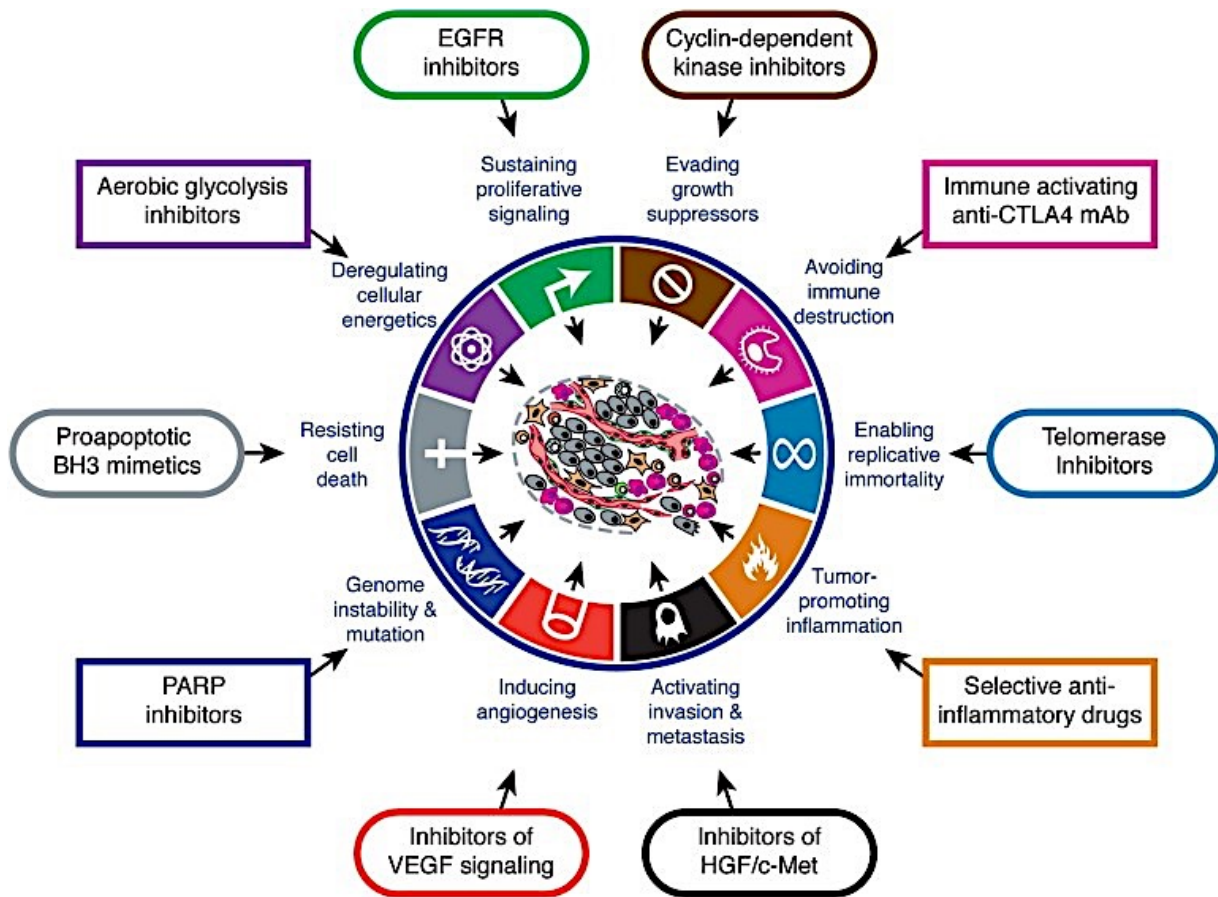 EGFR
inhibitors
Cyclin-dependent
kinase inhibitors
Sustaining
proliferative
signaling
Evading
growth
suppressors
Aerobic glycolysis
inhibitors
Immune activating
anti-CTLA4 mAb
Deregulating
cellular
energetics
Avoiding
immune
destruction
Proapoptotic
BH3 mimetics
Resisting
cell
death
Enabling
replicative
immortality
Telomerase
Inhibitors
Genome
instability &
mutation
Tumor-
promoting
inflammation
PARP
inhibitors
Inducing
angiogenesis
Activating
invasion &
metastasis
Selective anti-
inflammatory drugs
Inhibitors of
VEGF signaling
Inhibitors of
HGF/c-Met